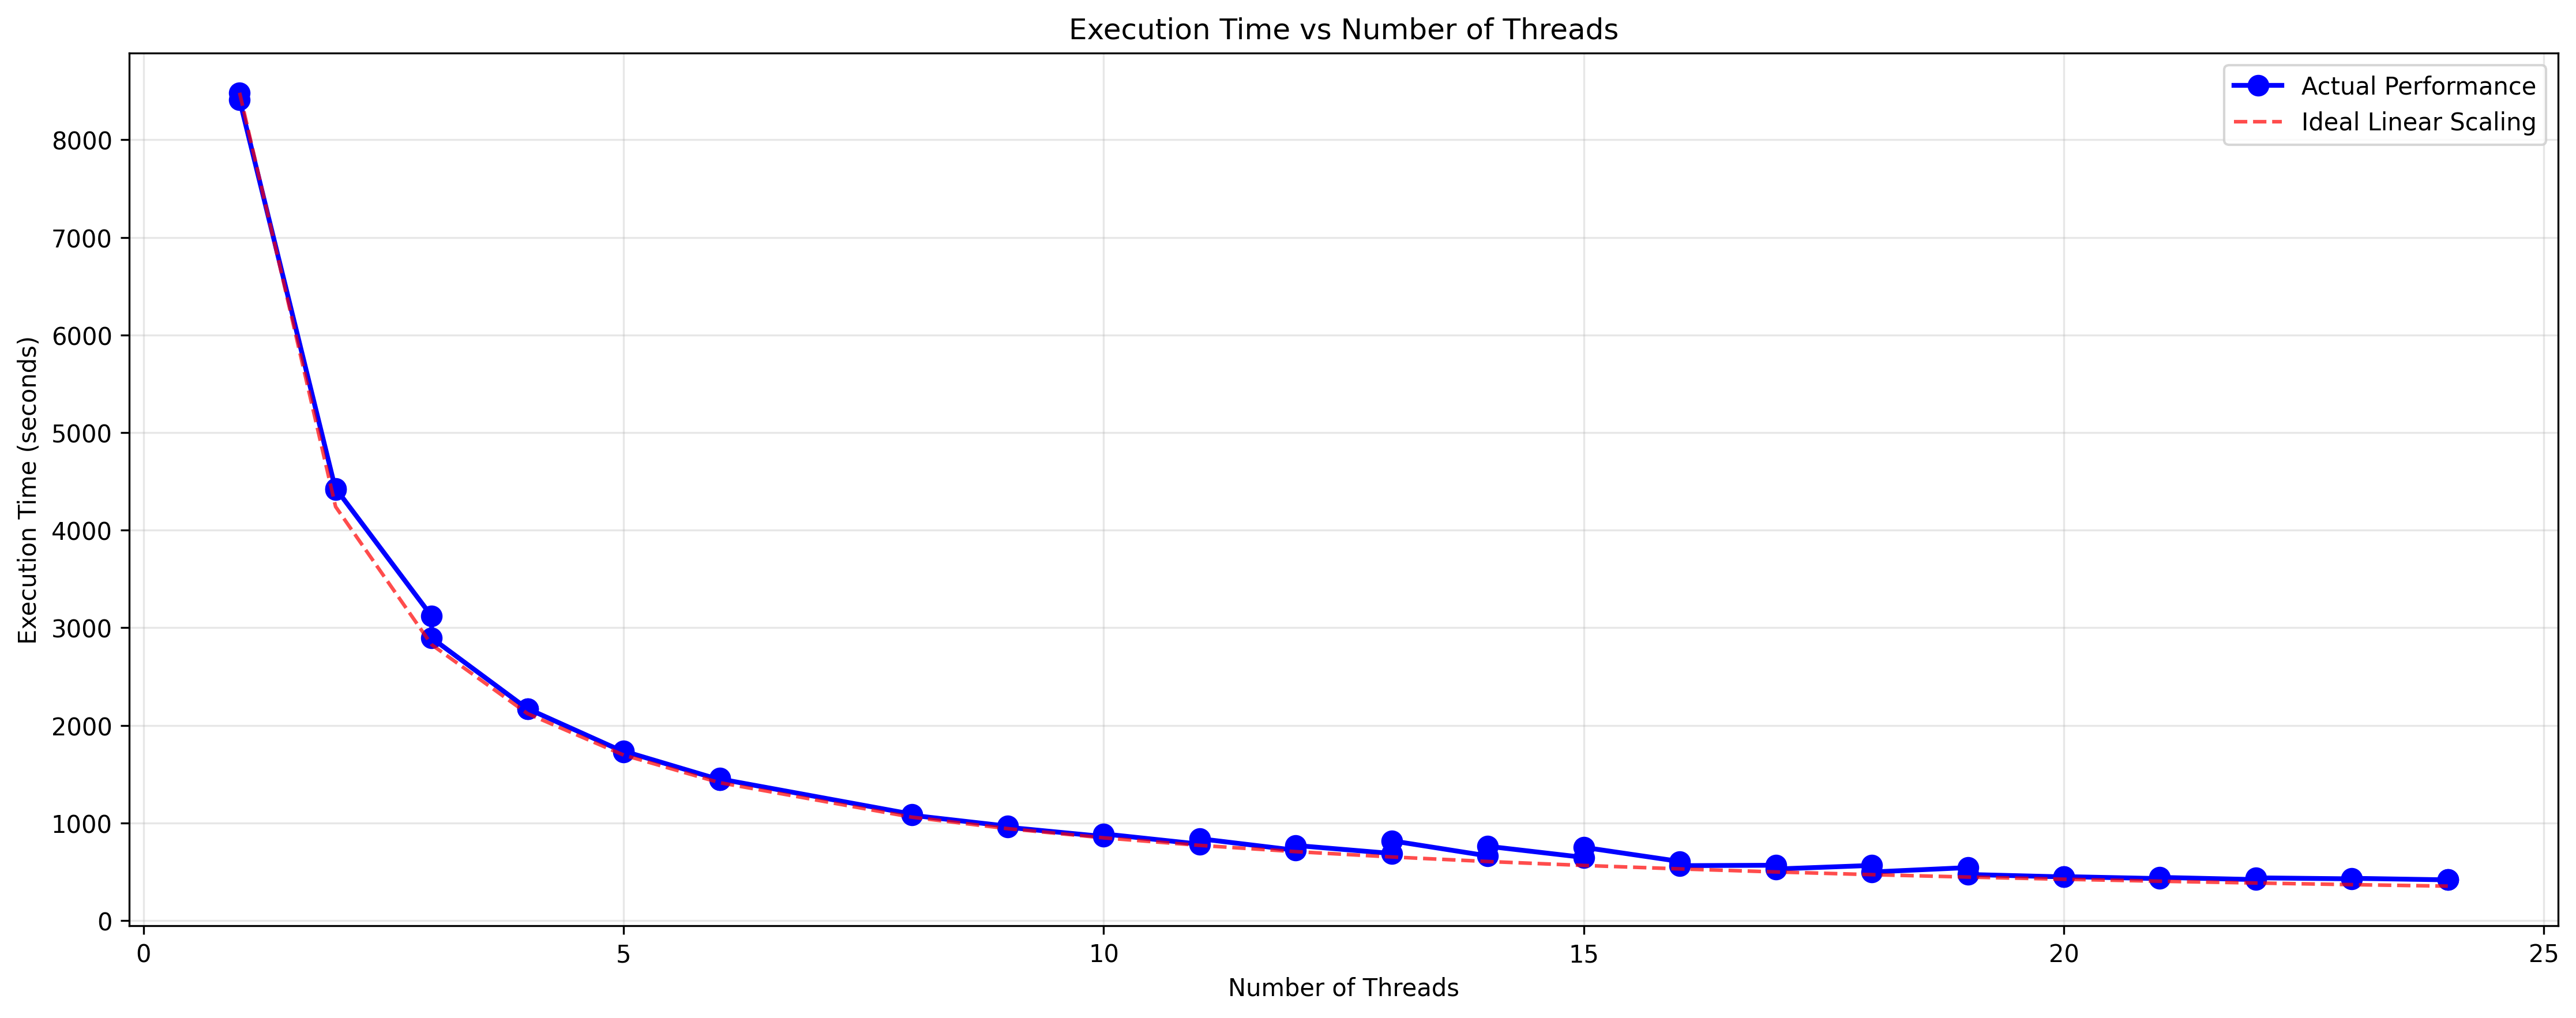 Execution Time vs Number of Threads
Actual Performance
Ideal Linear Scaling
Execution Time (seconds)
8000
7000
6000
5000
4000
3000
2000
1000
0
0 5 10 15 20 25
Number of Threads